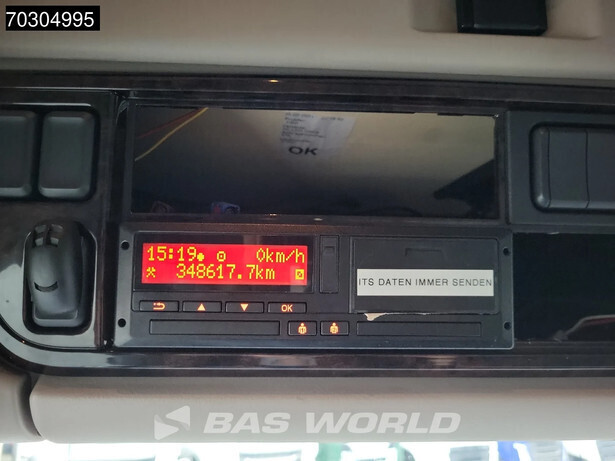 70304995
OK
15:19 0km/h
348617.7km
ITS DATEN IMMER SENDEN
OK
BAS WORLD